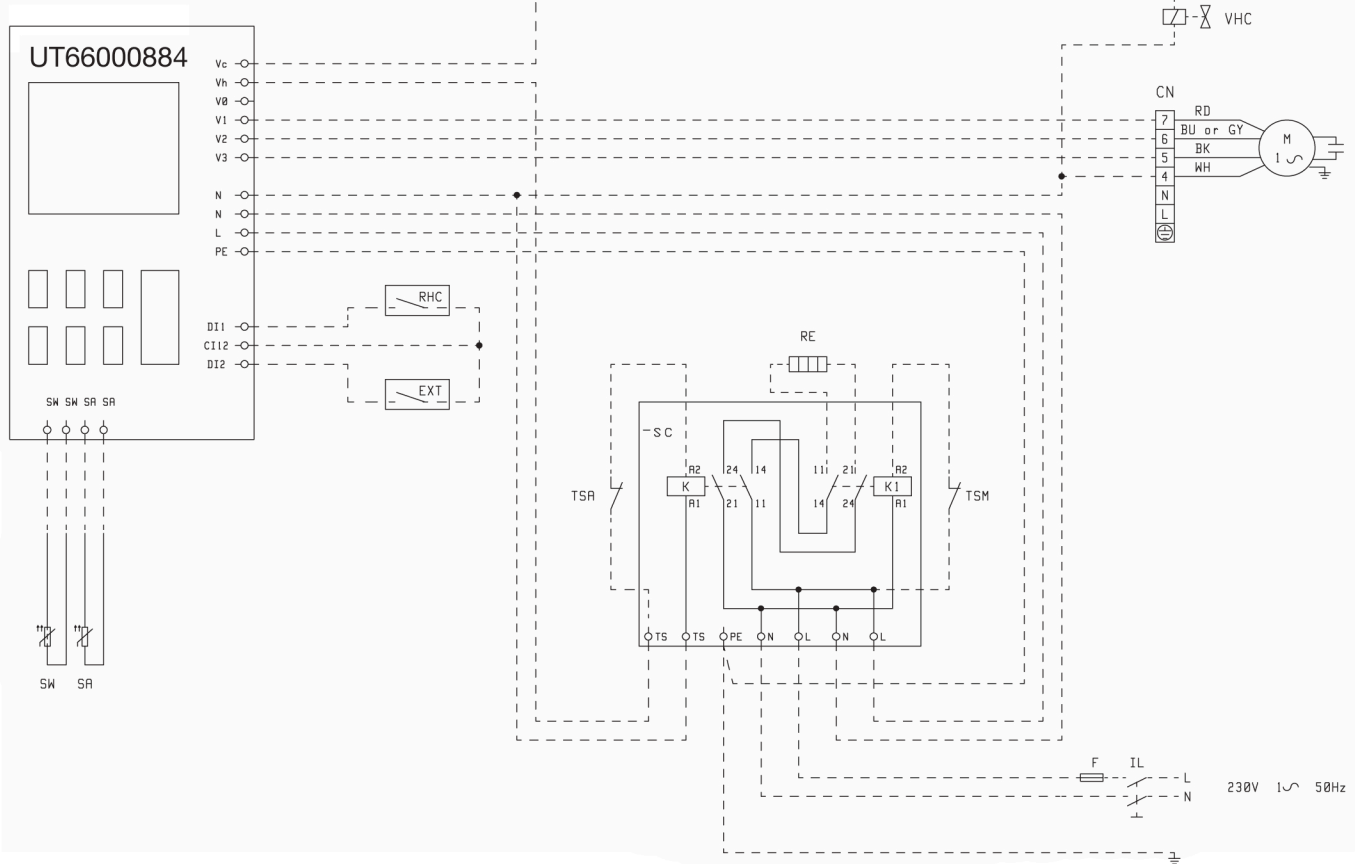 VHC
UT66000884
Vc
Vh
V0
V1
V2
V3
N
N
L
PE
CN
7 RD
6 BU or GY
5 BK
4 WH
N
L
M
1
DI1
CI12
DI2
RHC
EXT
SW SW SA SA
SW SA
RE
-SC
TSA
K
A2
A1
24 14
21 11
11 21
14 24
K1
A2
A1
TSM
TS TS PE N L N L
F IL
L
N
230V 1 50Hz